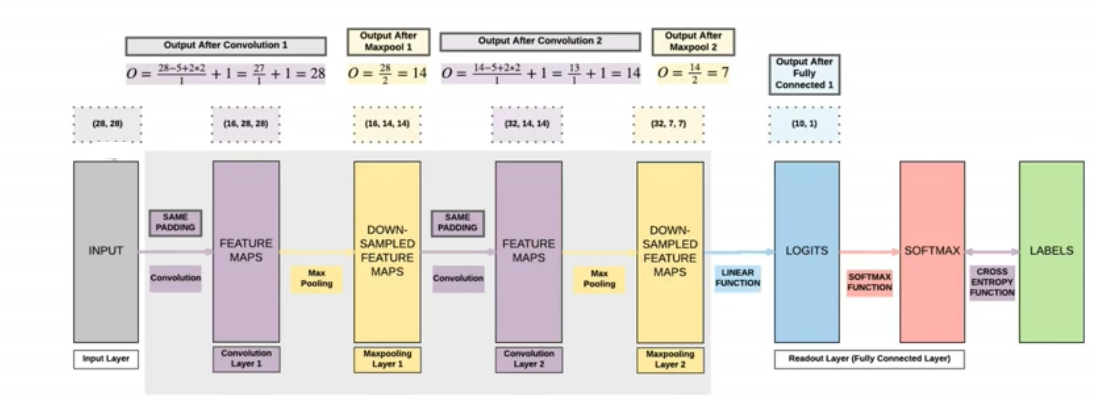 Output After Convolution 1
O = (28−5+2∗2)/1 + 1 = 27/1 + 1 = 28
Output After
Maxpool 1
O = 28/2 = 14
Output After Convolution 2
O = (14−5+2∗2)/1 + 1 = 13/1 + 1 = 14
Output After
Maxpool 2
O = 14/2 = 7
Output After
Fully
Connected 1
(28, 28)
(16, 28, 28)
(16, 14, 14)
(32, 14, 14)
(32, 7, 7)
(10, 1)
INPUT
SAME
PADDING
Convolution
FEATURE
MAPS
Max
Pooling
DOWN-
SAMPLED
FEATURE
MAPS
SAME
PADDING
Convolution
FEATURE
MAPS
Max
Pooling
DOWN-
SAMPLED
FEATURE
MAPS
LINEAR
FUNCTION
LOGITS
SOFTMAX
FUNCTION
SOFTMAX
CROSS
ENTROPY
FUNCTION
LABELS
Input Layer
Convolution
Layer 1
Maxpooling
Layer 1
Convolution
Layer 2
Maxpooling
Layer 2
Readout Layer (Fully Connected Layer)